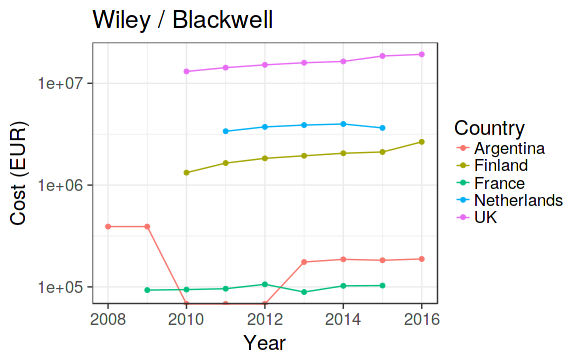 Wiley / Blackwell
Cost (EUR)
1e+07
1e+06
1e+05
2008 2010 2012 2014 2016
Year
Country
Argentina
Finland
France
Netherlands
UK